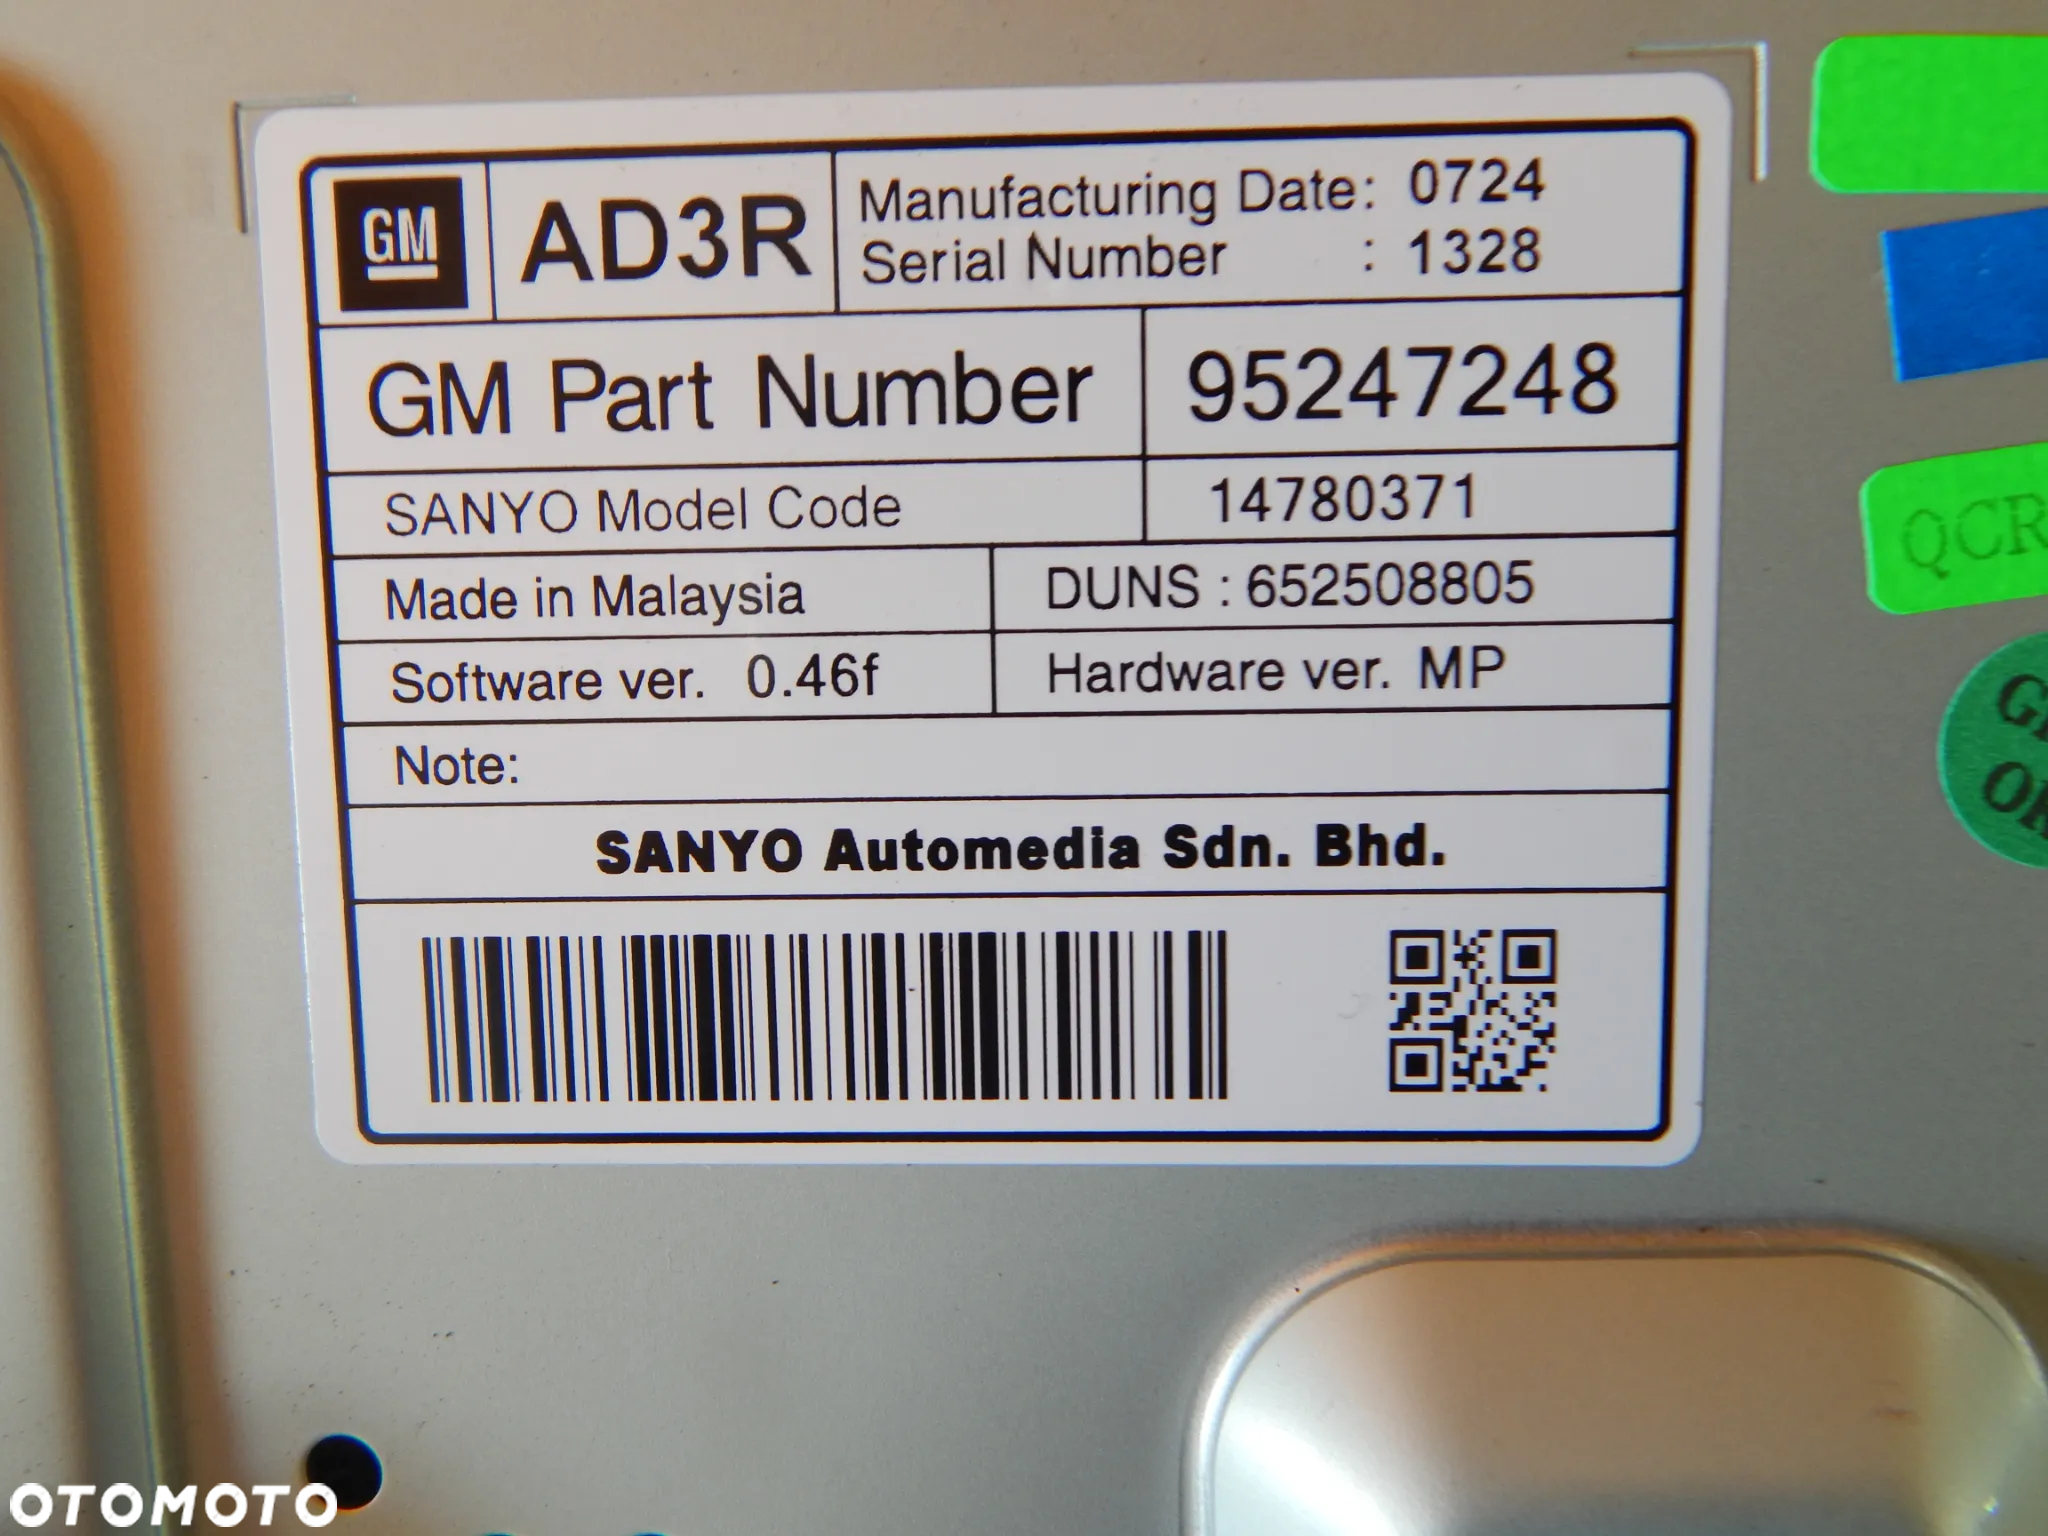 GM
AD3R
Manufacturing Date: 0724
Serial Number : 1328
GM Part Number 95247248
SANYO Model Code 14780371
Made in Malaysia DUNS : 652508805
Software ver. 0.46f Hardware ver. MP
Note:
SANYO Automedia Sdn. Bhd.
QCR
OTOMOTO